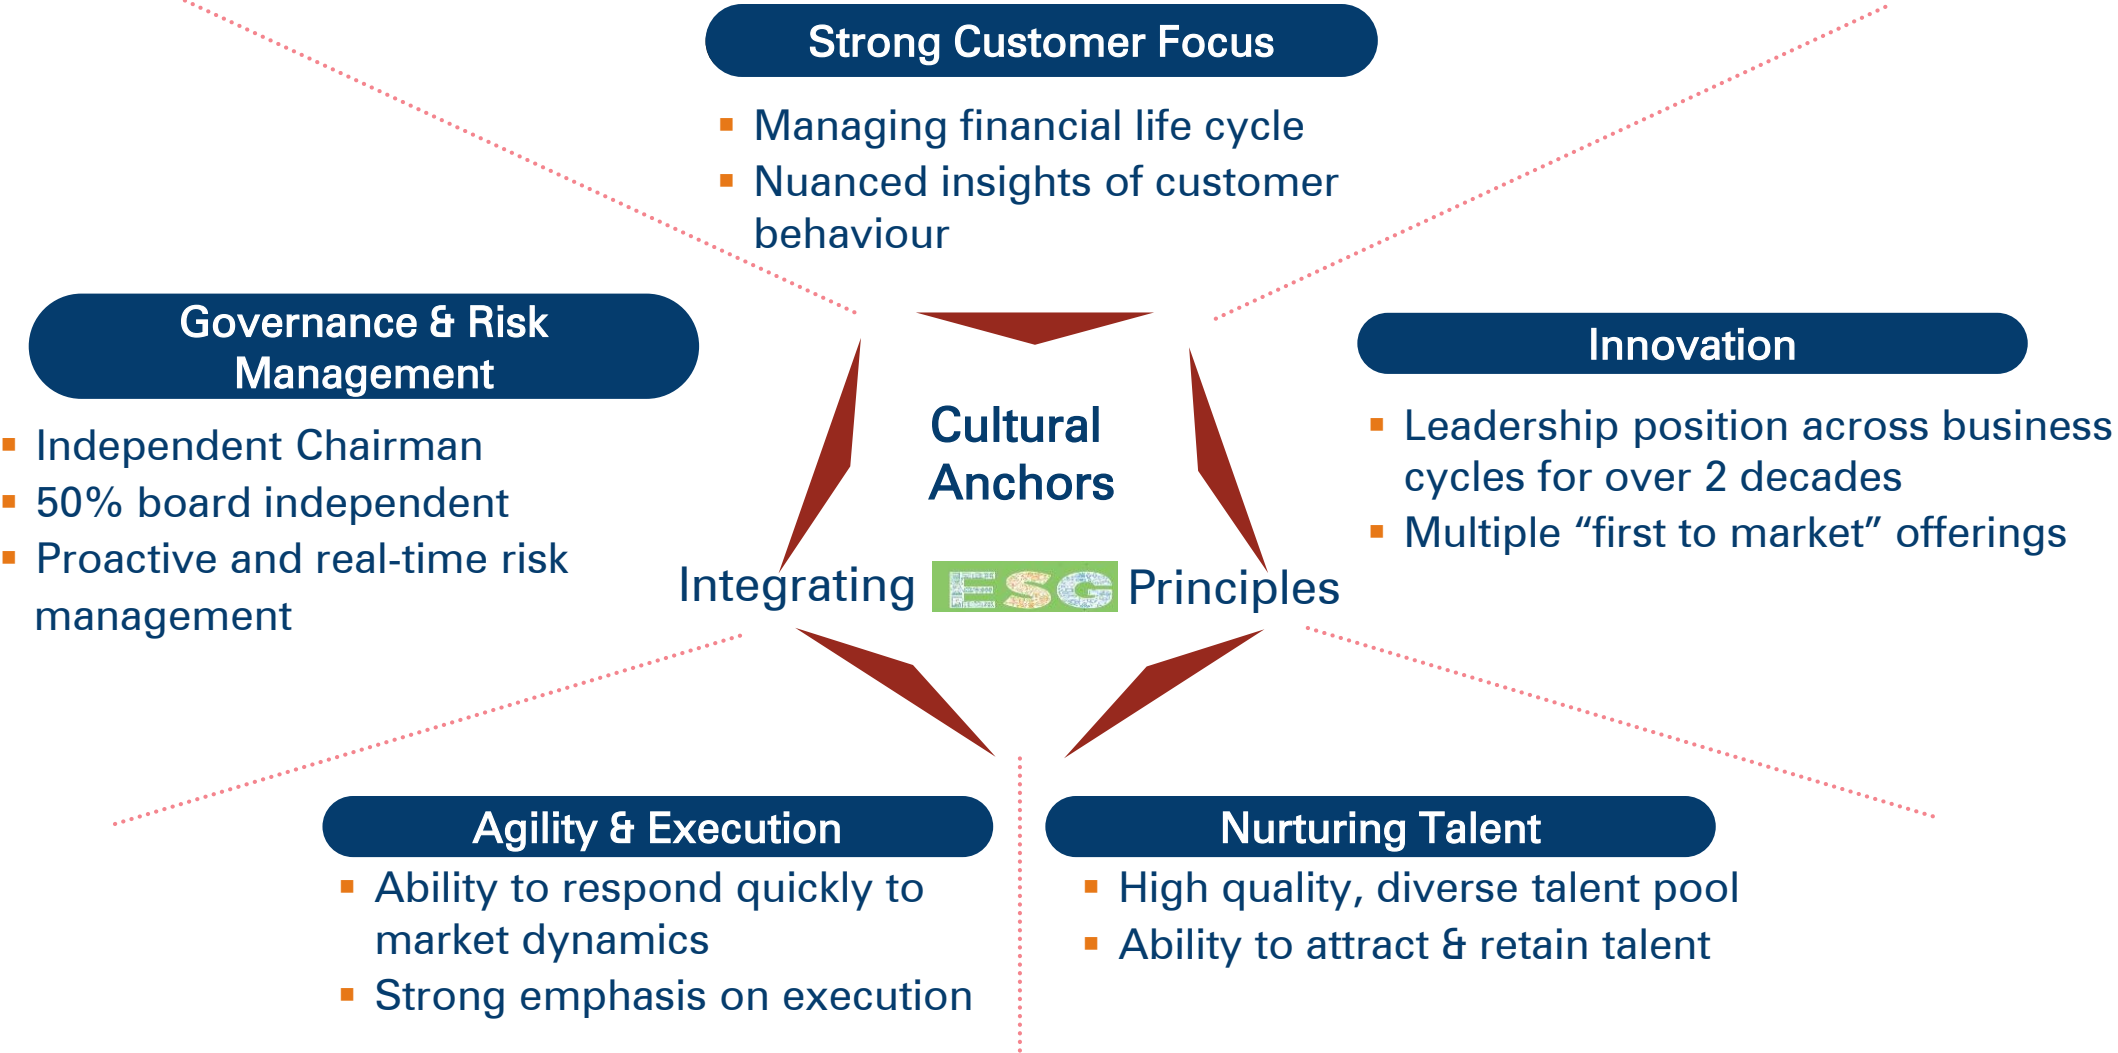 Strong Customer Focus
▪ Managing financial life cycle
▪ Nuanced insights of customer
behaviour
Governance & Risk
Management
▪ Independent Chairman
▪ 50% board independent
▪ Proactive and real-time risk
management
Cultural
Anchors
Integrating ESG Principles
Innovation
▪ Leadership position across business
cycles for over 2 decades
▪ Multiple “first to market” offerings
Agility & Execution
▪ Ability to respond quickly to
market dynamics
▪ Strong emphasis on execution
Nurturing Talent
▪ High quality, diverse talent pool
▪ Ability to attract & retain talent